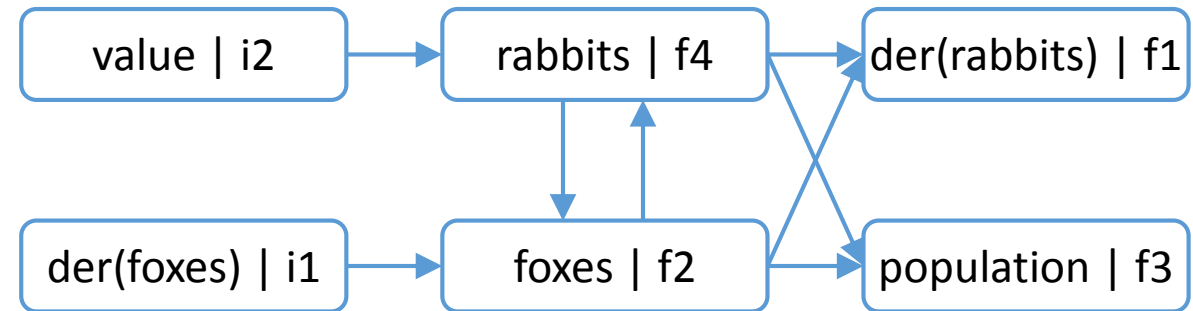 value | i2
rabbits | f4
der(rabbits) | f1
der(foxes) | i1
foxes | f2
population | f3